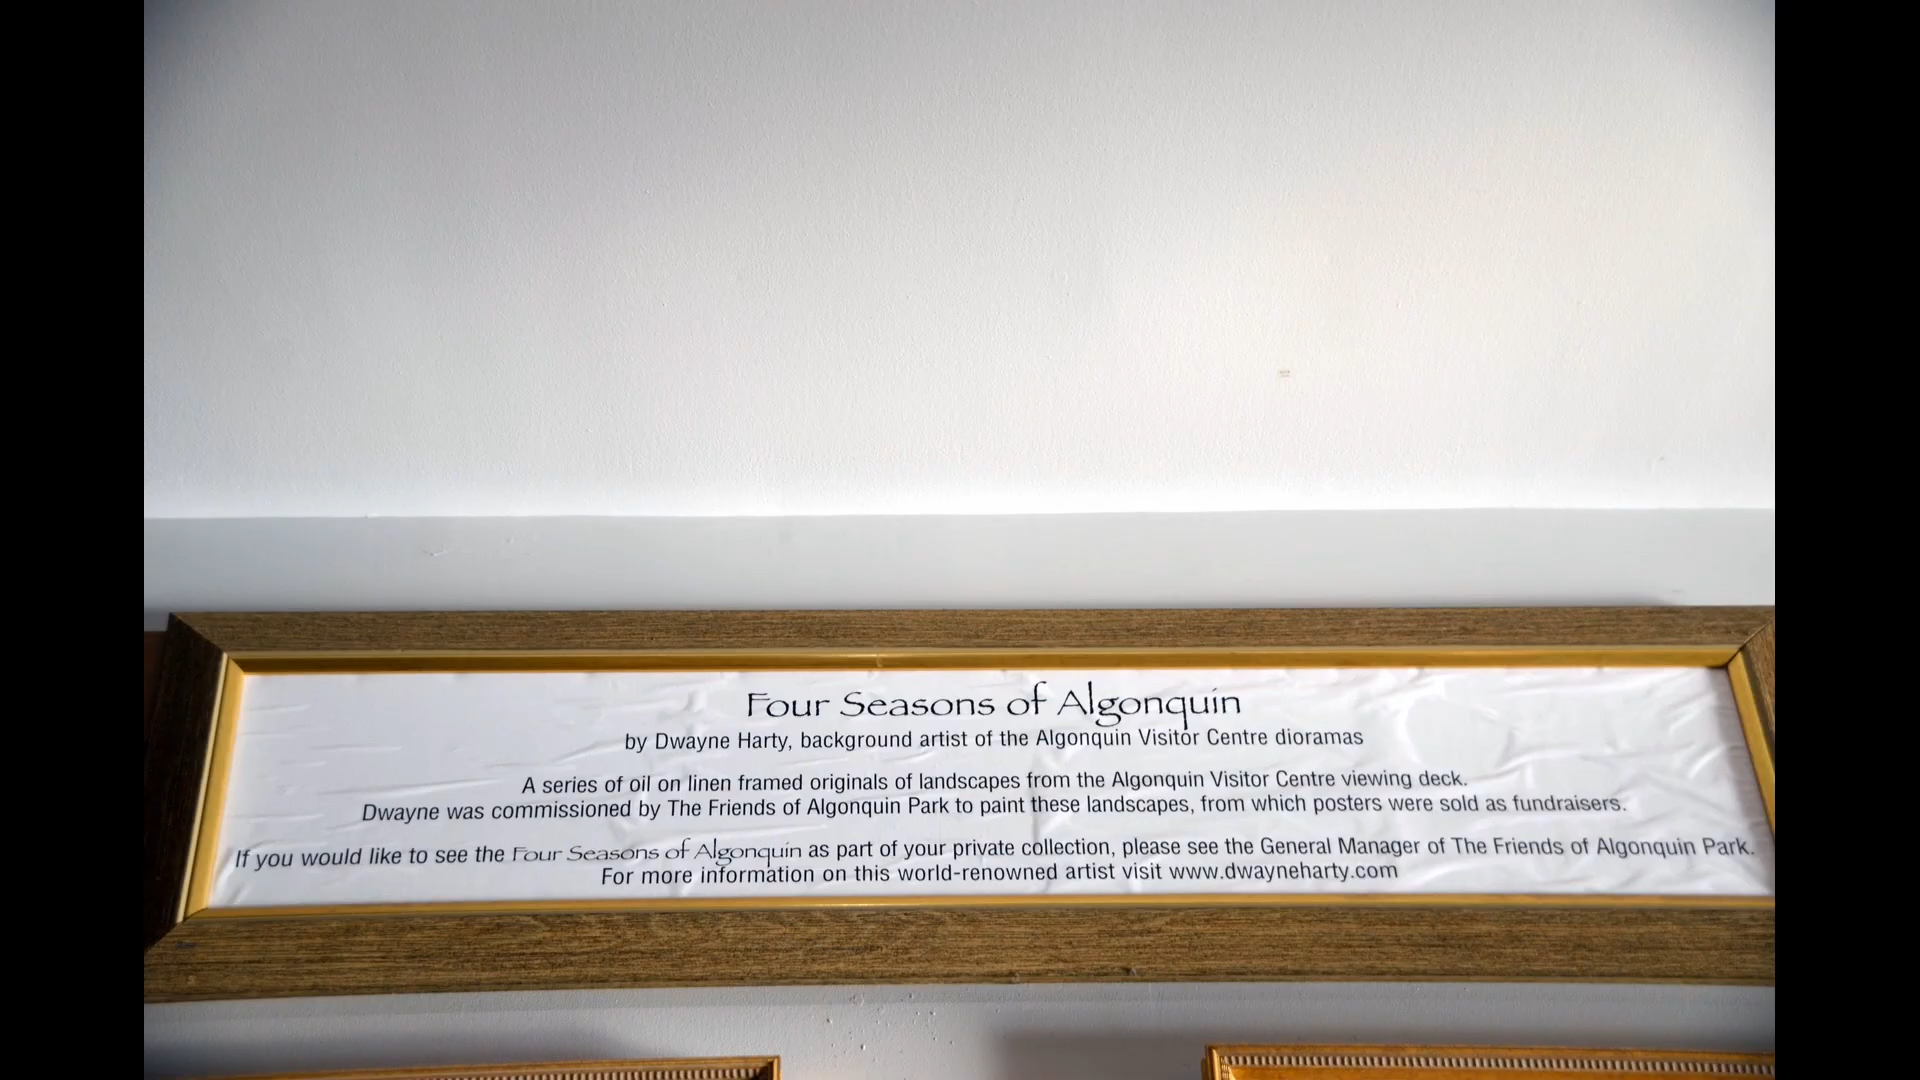 Four Seasons of Algonquin
by Dwayne Harty, background artist of the Algonquin Visitor Centre dioramas
A series of oil on linen framed originals of landscapes from the Algonquin Visitor Centre viewing deck.
Dwayne was commissioned by The Friends of Algonquin Park to paint these landscapes, from which posters were sold as fundraisers.
If you would like to see the Four Seasons of Algonquin as part of your private collection, please see the General Manager of The Friends of Algonquin Park.
For more information on this world-renowned artist visit www.dwayneharty.com